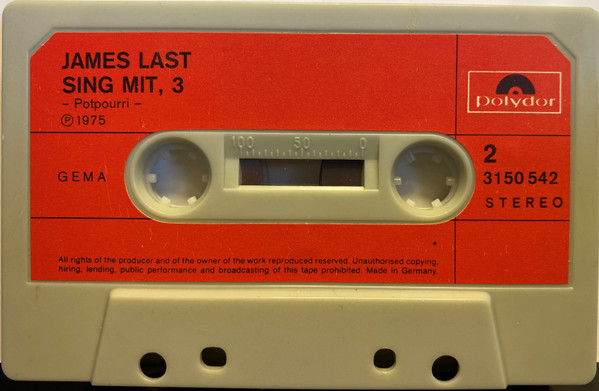 JAMES LAST
SING MIT, 3
– Potpourri –
℗ 1975
polydor
100 50 0
GEMA
2
3150 542
STEREO
All rights of the producer and of the owner of the work reproduced reserved. Unauthorised copying,
hiring, lending, public performance and broadcasting of this tape prohibited. Made in Germany.